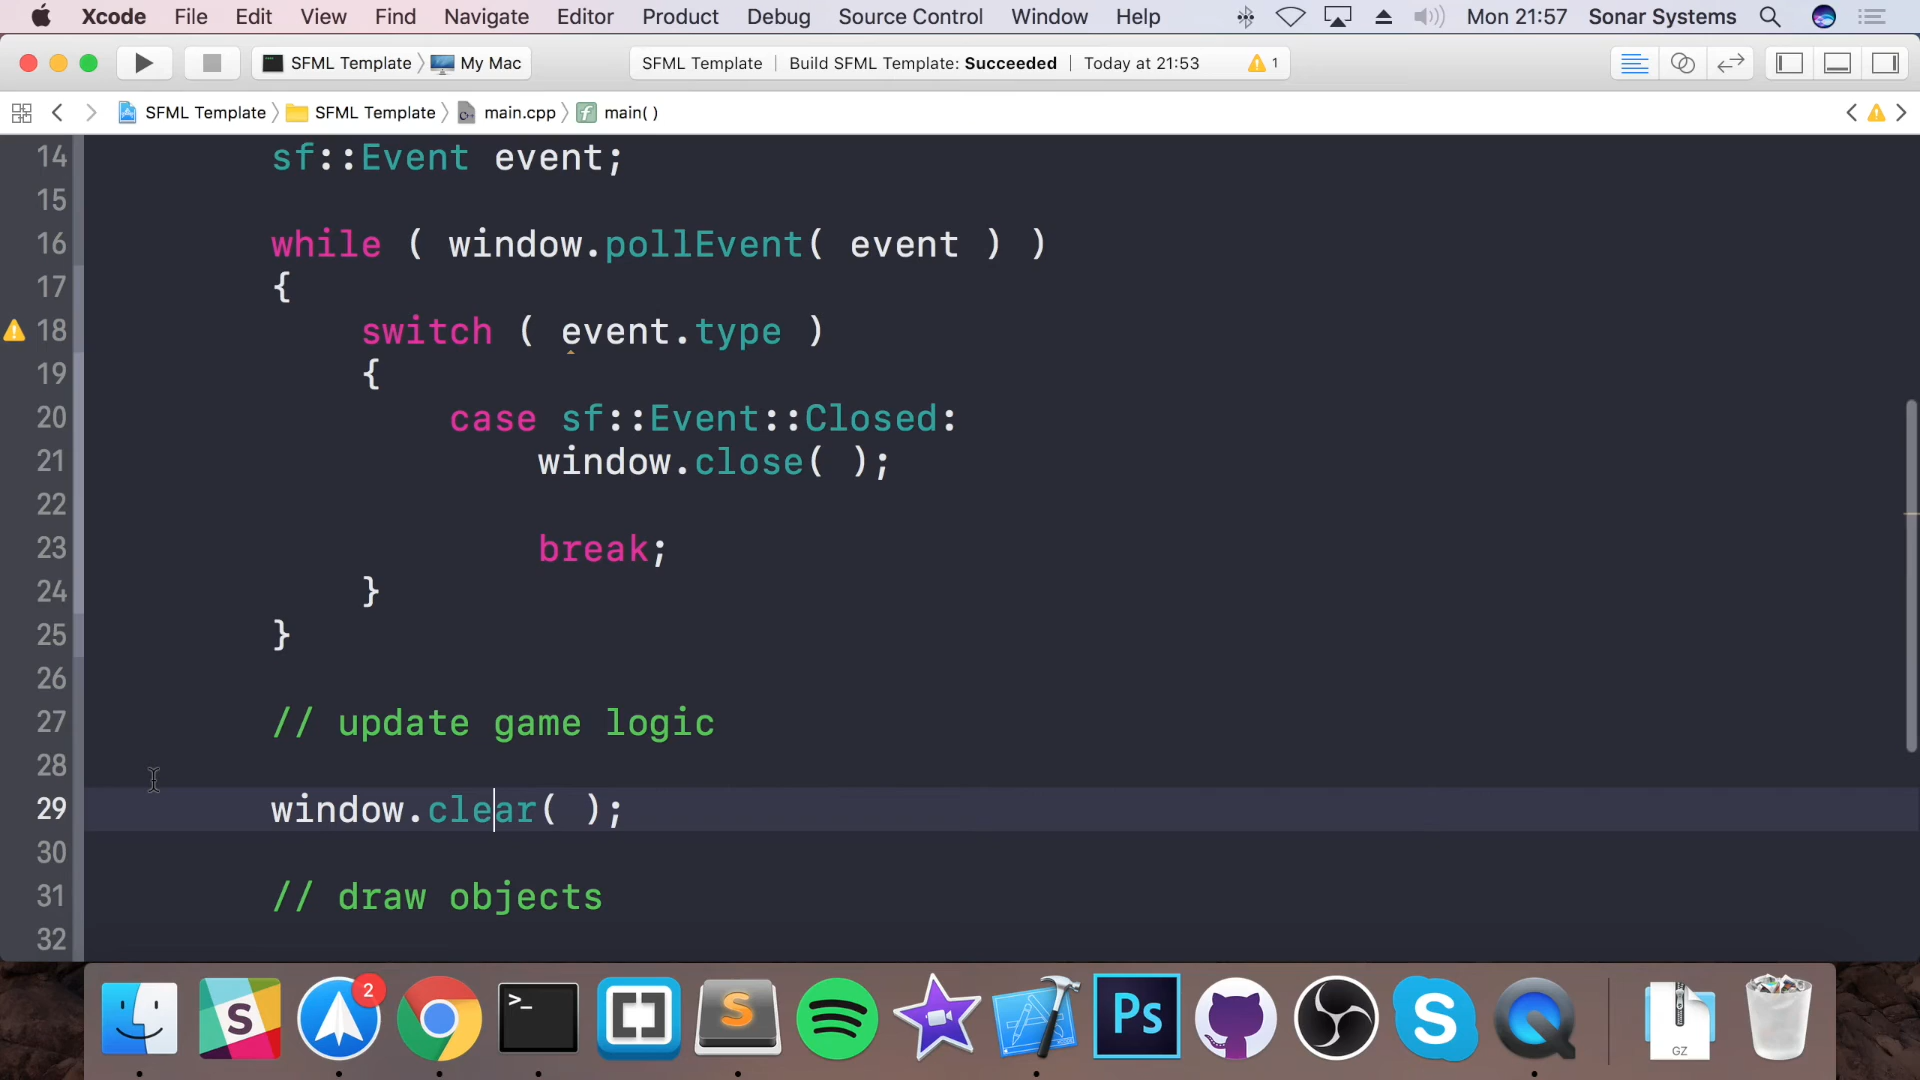 Xcode File Edit View Find Navigate Editor Product Debug Source Control Window Help Mon 21:57 Sonar Systems
SFML Template My Mac SFML Template Build SFML Template: Succeeded Today at 21:53 1
SFML Template SFML Template main.cpp f main( )
14 sf::Event event;
15
16 while ( window.pollEvent( event ) )
17 {
18 switch ( event.type )
19 {
20 case sf::Event::Closed:
21 window.close( );
22
23 break;
24 }
25 }
26
27 // update game logic
28
29 window.clear( );
30
31 // draw objects
32
2
>_
S
S
Ps
S
GZ